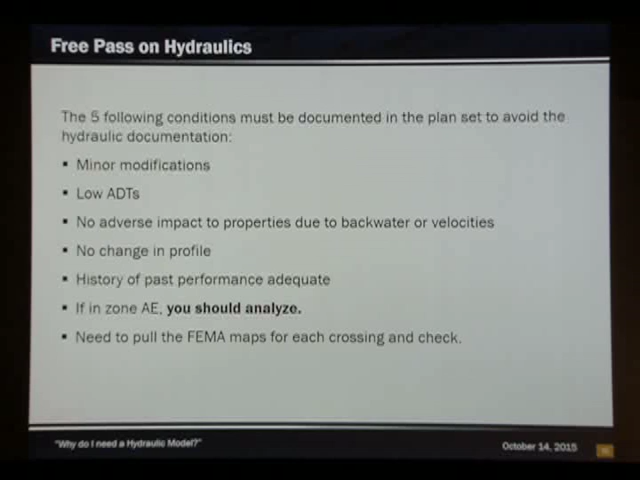 Free Pass on Hydraulics
The 5 following conditions must be documented in the plan set to avoid the
hydraulic documentation:
▪ Minor modifications
▪ Low ADTs
▪ No adverse impact to properties due to backwater or velocities
▪ No change in profile
▪ History of past performance adequate
▪ If in zone AE, you should analyze.
▪ Need to pull the FEMA maps for each crossing and check.
"Why do I need a Hydraulic Model?"
October 14, 2015